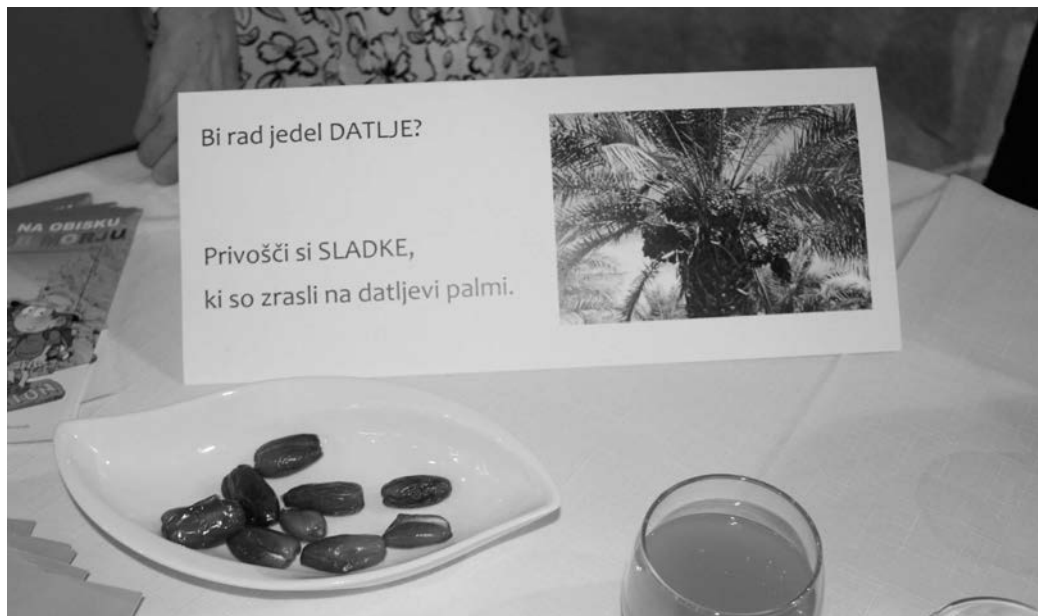 Bi rad jedel DATLJE?
Privošči si SLADKE,
ki so zrasli na datljevi palmi.
NA OBISKU